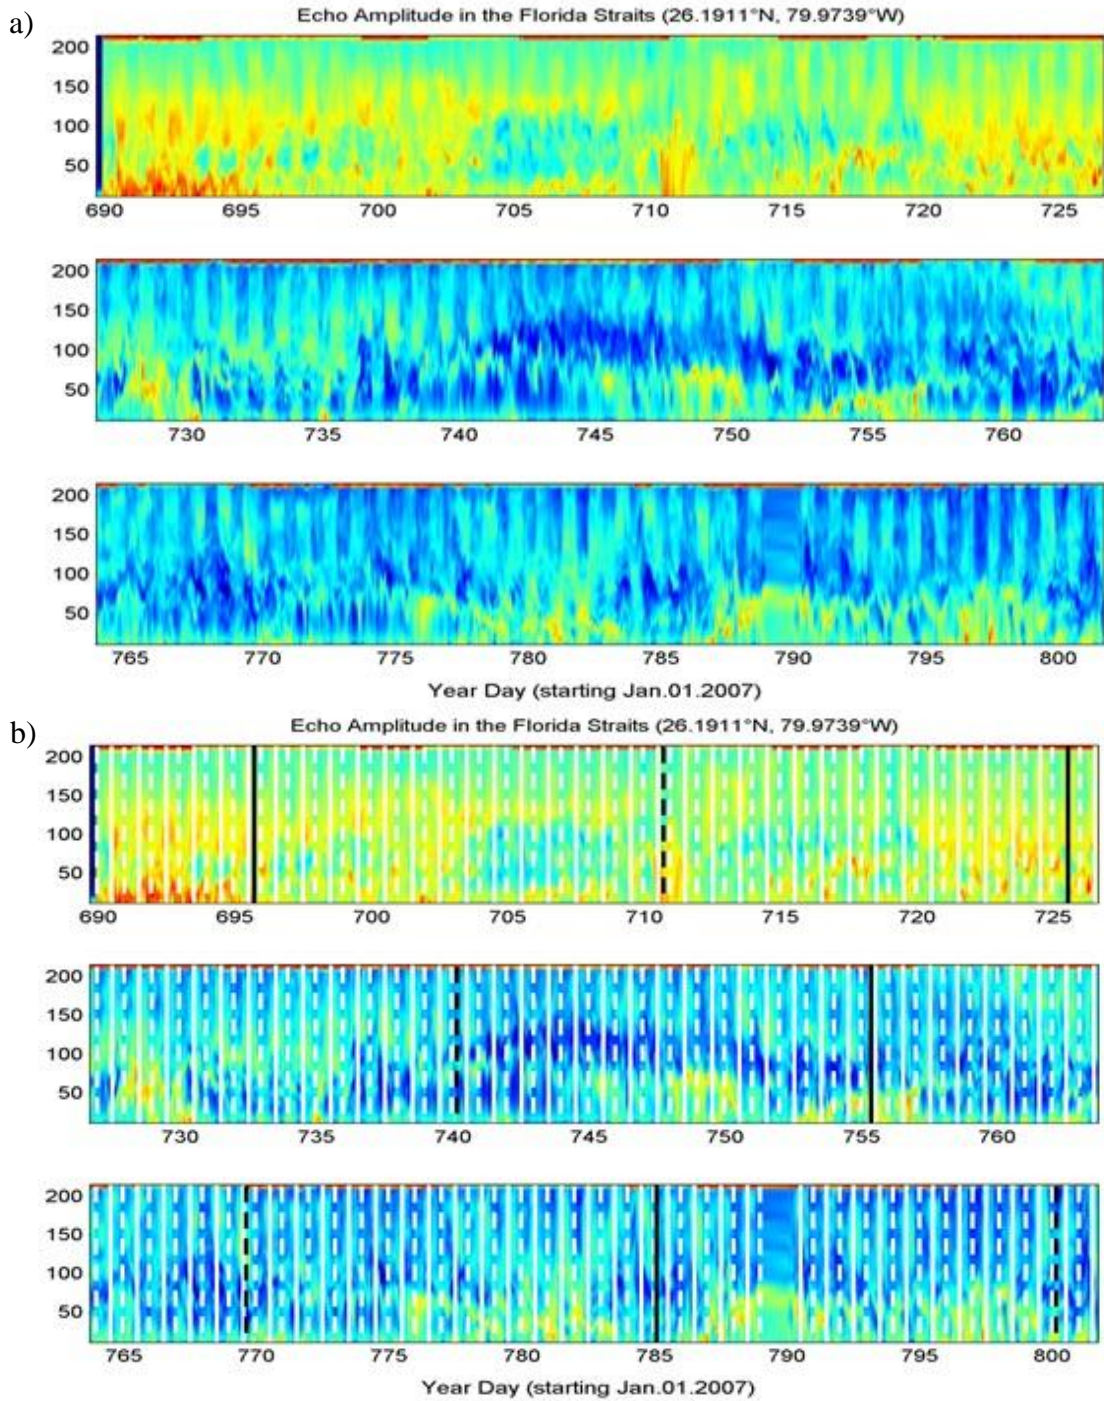 a)
Echo Amplitude in the Florida Straits (26.1911°N, 79.9739°W)
200
150
100
50
690 695 700 705 710 715 720 725
200
150
100
50
730 735 740 745 750 755 760
200
150
100
50
765 770 775 780 785 790 795 800
Year Day (starting Jan.01.2007)
b)
Echo Amplitude in the Florida Straits (26.1911°N, 79.9739°W)
200
150
100
50
690 695 700 705 710 715 720 725
200
150
100
50
730 735 740 745 750 755 760
200
150
100
50
765 770 775 780 785 790 795 800
Year Day (starting Jan.01.2007)